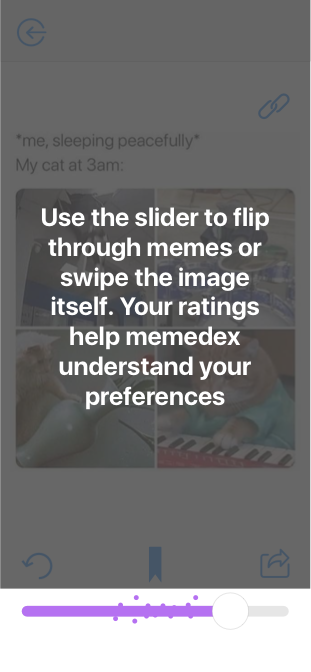 *me, sleeping peacefully*
My cat at 3am:
Use the slider to flip
through memes or
swipe the image
itself. Your ratings
help memedex
understand your
preferences